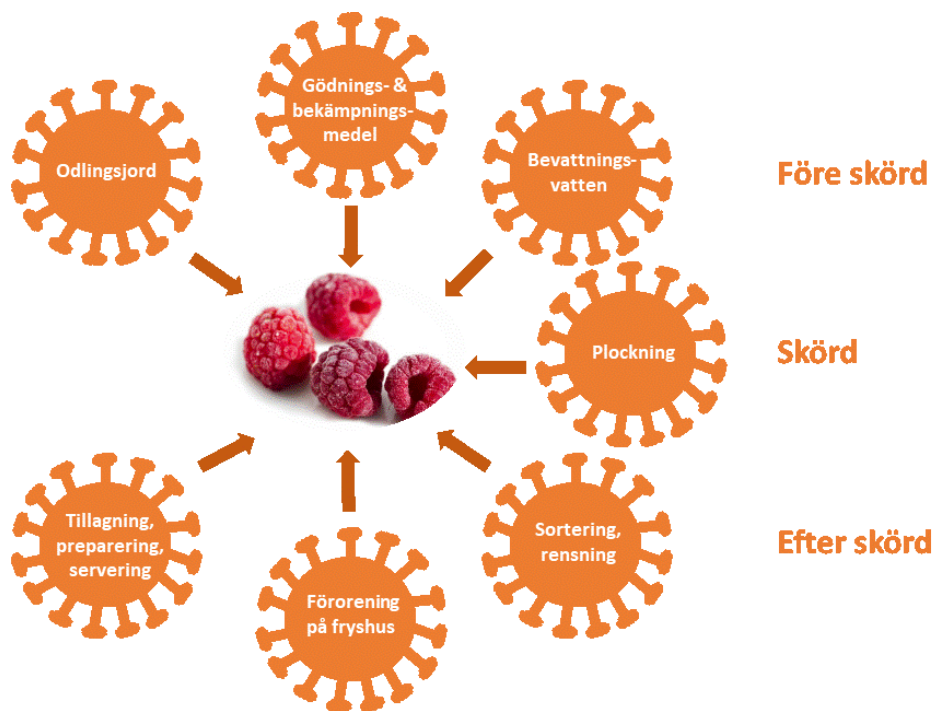 Gödnings- &
bekämpnings-
medel
Odlingsjord
Bevattnings-
vatten
Före skörd
Plockning
Skörd
Tillagning,
preparering,
servering
Sortering,
rensning
Efter skörd
Förorening
på fryshus